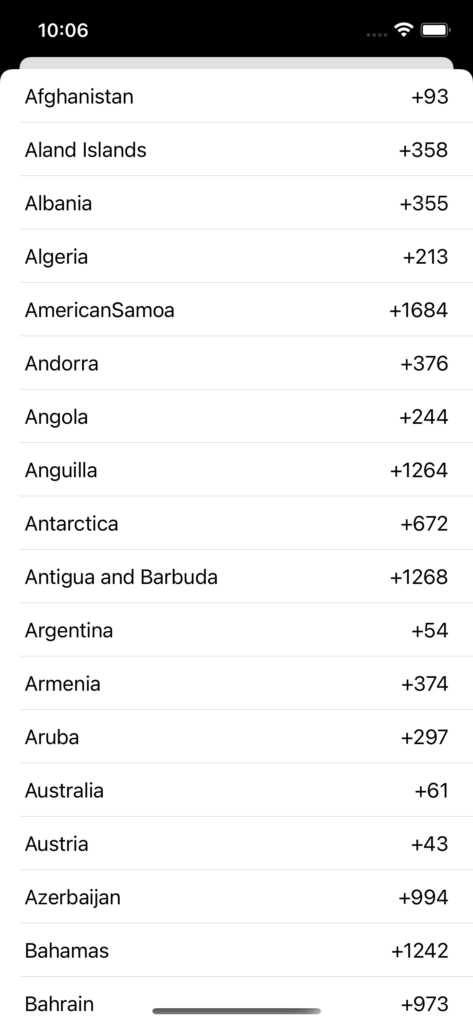 10:06
Afghanistan +93
Aland Islands +358
Albania +355
Algeria +213
AmericanSamoa +1684
Andorra +376
Angola +244
Anguilla +1264
Antarctica +672
Antigua and Barbuda +1268
Argentina +54
Armenia +374
Aruba +297
Australia +61
Austria +43
Azerbaijan +994
Bahamas +1242
Bahrain +973